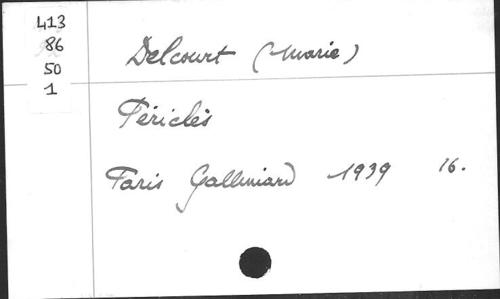 413
86
50
1
Delcourt (Marie)
Périclès
Paris Gallimard 1939 16.